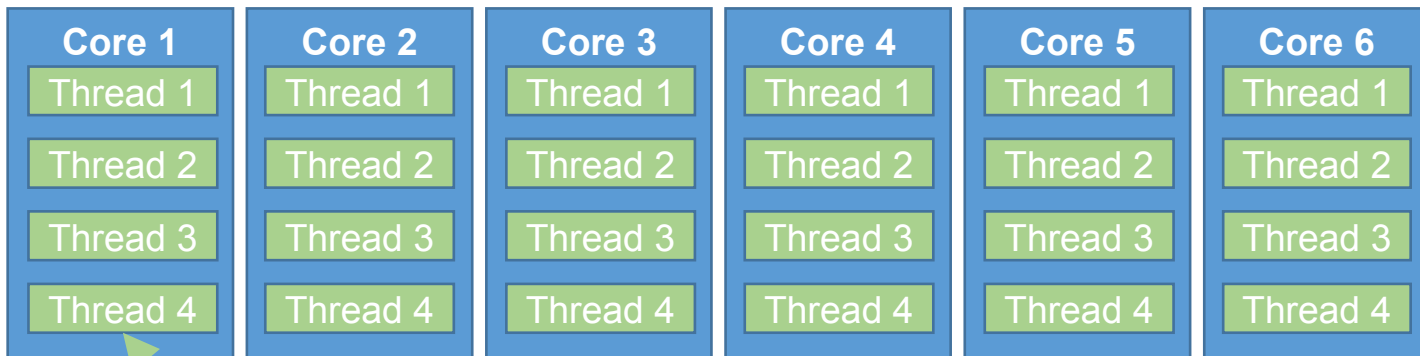 Core 1 Core 2 Core 3 Core 4 Core 5 Core 6
Thread 1 Thread 1 Thread 1 Thread 1 Thread 1 Thread 1
Thread 2 Thread 2 Thread 2 Thread 2 Thread 2 Thread 2
Thread 3 Thread 3 Thread 3 Thread 3 Thread 3 Thread 3
Thread 4 Thread 4 Thread 4 Thread 4 Thread 4 Thread 4